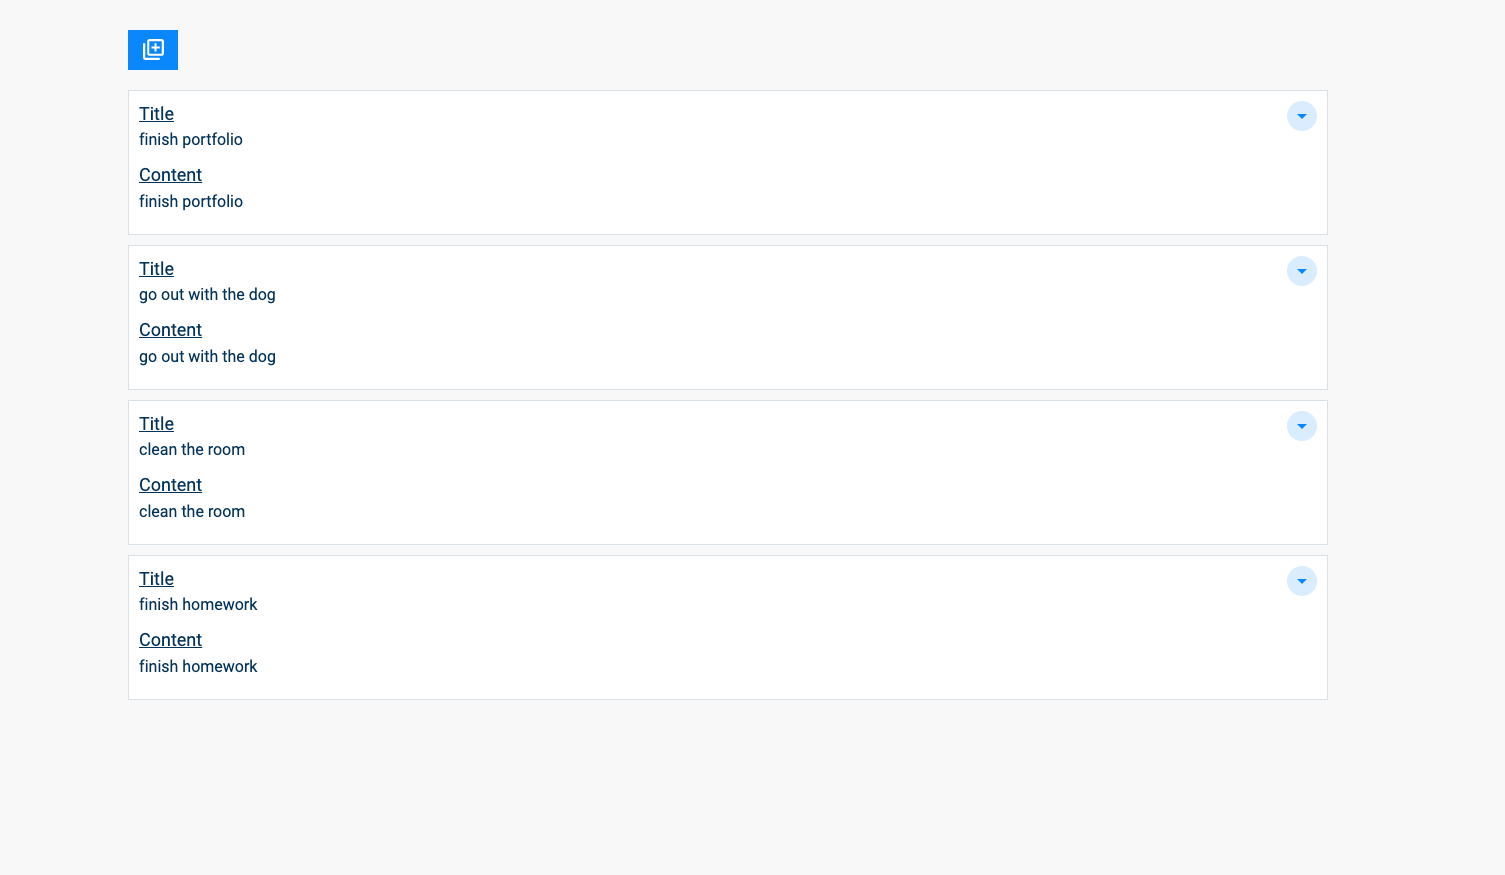 Title
finish portfolio
Content
finish portfolio
Title
go out with the dog
Content
go out with the dog
Title
clean the room
Content
clean the room
Title
finish homework
Content
finish homework